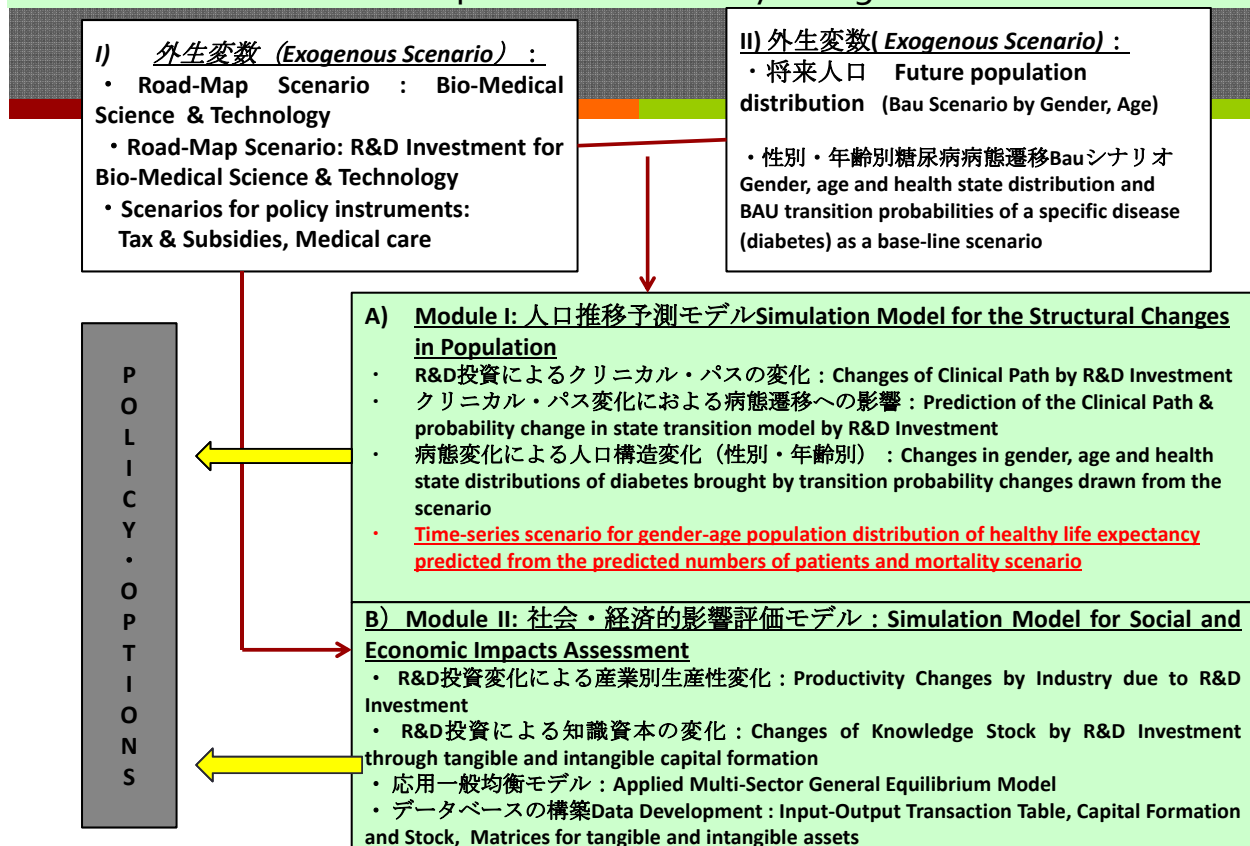 I) 外生変数（Exogenous Scenario）：
・ Road-Map Scenario : Bio-Medical
Science & Technology
・Road-Map Scenario: R&D Investment for
Bio-Medical Science & Technology
・Scenarios for policy instruments:
Tax & Subsidies, Medical care
II) 外生変数( Exogenous Scenario)：
・将来人口 Future population
distribution (Bau Scenario by Gender, Age)
・性別・年齢別糖尿病病態遷移Bauシナリオ
Gender, age and health state distribution and
BAU transition probabilities of a specific disease
(diabetes) as a base-line scenario
POLICY・OPTIONS
A) Module I: 人口推移予測モデルSimulation Model for the Structural Changes
in Population
・ R&D投資によるクリニカル・パスの変化：Changes of Clinical Path by R&D Investment
・ クリニカル・パス変化における病態遷移への影響：Prediction of the Clinical Path &
probability change in state transition model by R&D Investment
・ 病態変化による人口構造変化（性別・年齢別）：Changes in gender, age and health
state distributions of diabetes brought by transition probability changes drawn from the
scenario
・ Time-series scenario for gender-age population distribution of healthy life expectancy
predicted from the predicted numbers of patients and mortality scenario
B）Module II: 社会・経済的影響評価モデル：Simulation Model for Social and
Economic Impacts Assessment
・ R&D投資変化による産業別生産性変化：Productivity Changes by Industry due to R&D
Investment
・ R&D投資による知識資本の変化：Changes of Knowledge Stock by R&D Investment
through tangible and intangible capital formation
・応用一般均衡モデル：Applied Multi-Sector General Equilibrium Model
・データベースの構築Data Development : Input-Output Transaction Table, Capital Formation
and Stock, Matrices for tangible and intangible assets